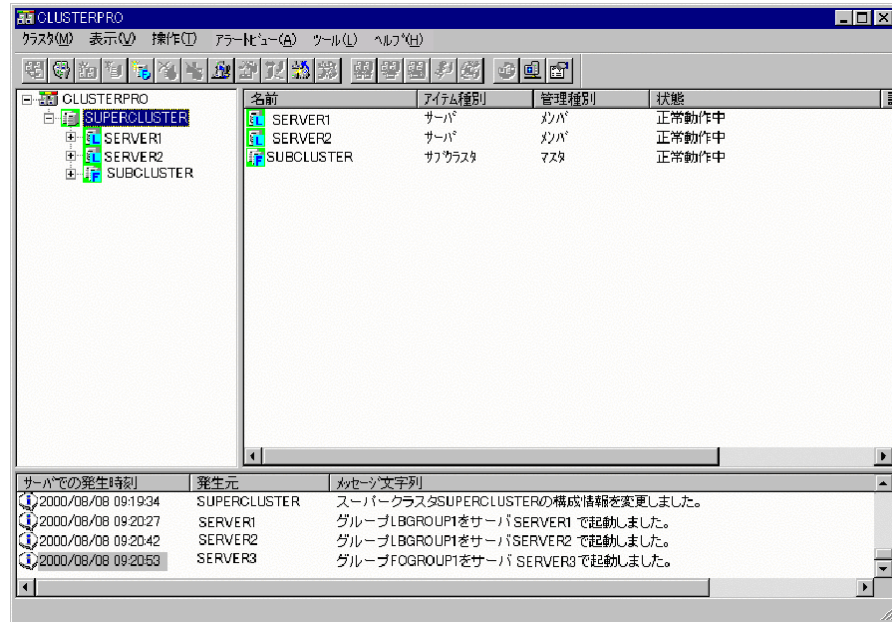 CLUSTERPRO
クラスタ(M) 表示(V) 操作(T) アラートビュー(A) ツール(L) ヘルプ(H)
CLUSTERPRO
SUPERCLUSTER
SERVER1
SERVER2
SUBCLUSTER
名前 アイテム種別 管理種別 状態
SERVER1 サーバ メンバ 正常動作中
SERVER2 サーバ メンバ 正常動作中
SUBCLUSTER サブクラスタ マスタ 正常動作中
サーバでの発生時刻 発生元 メッセージ文字列
2000/08/08 09:19:34 SUPERCLUSTER スーパークラスタSUPERCLUSTERの構成情報を変更しました。
2000/08/08 09:20:27 SERVER1 グループLBGROUP1をサーバSERVER1 で起動しました。
2000/08/08 09:20:42 SERVER2 グループLBGROUP1をサーバSERVER2 で起動しました。
2000/08/08 09:20:53 SERVER3 グループFOGROUP1をサーバ SERVER3で起動しました。